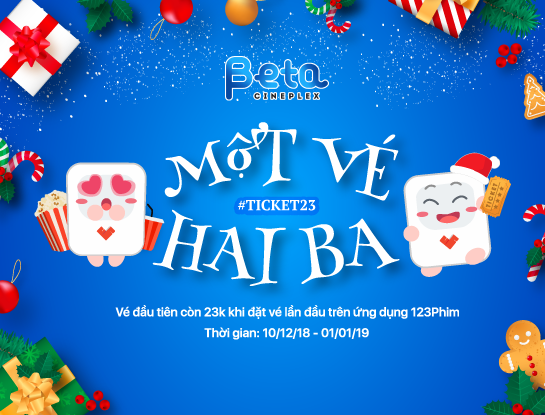 Beta
CINEPLEX
MỘT VÉ
#TICKET23
HAI BA
Vé đầu tiên còn 23k khi đặt vé lần đầu trên ứng dụng 123Phim
Thời gian: 10/12/18 - 01/01/19